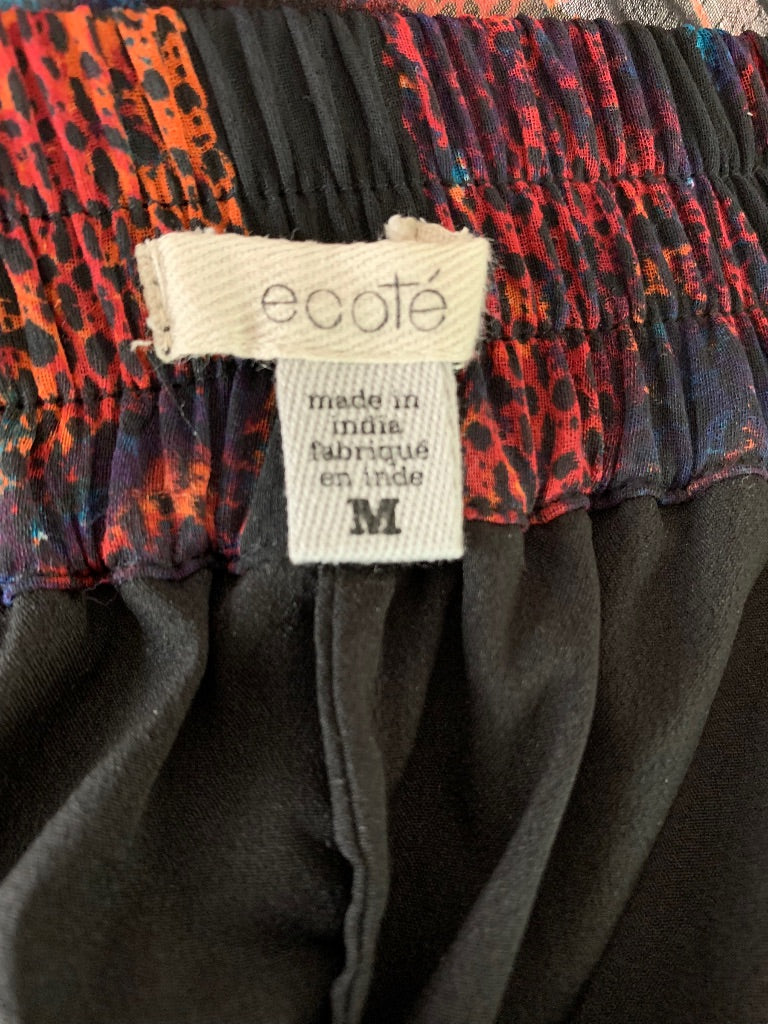 ecoté
made in
india
fabriqué
en inde
M